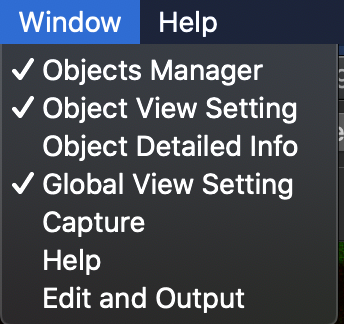 Window Help
✓ Objects Manager
✓ Object View Setting
Object Detailed Info
✓ Global View Setting
Capture
Help
Edit and Output